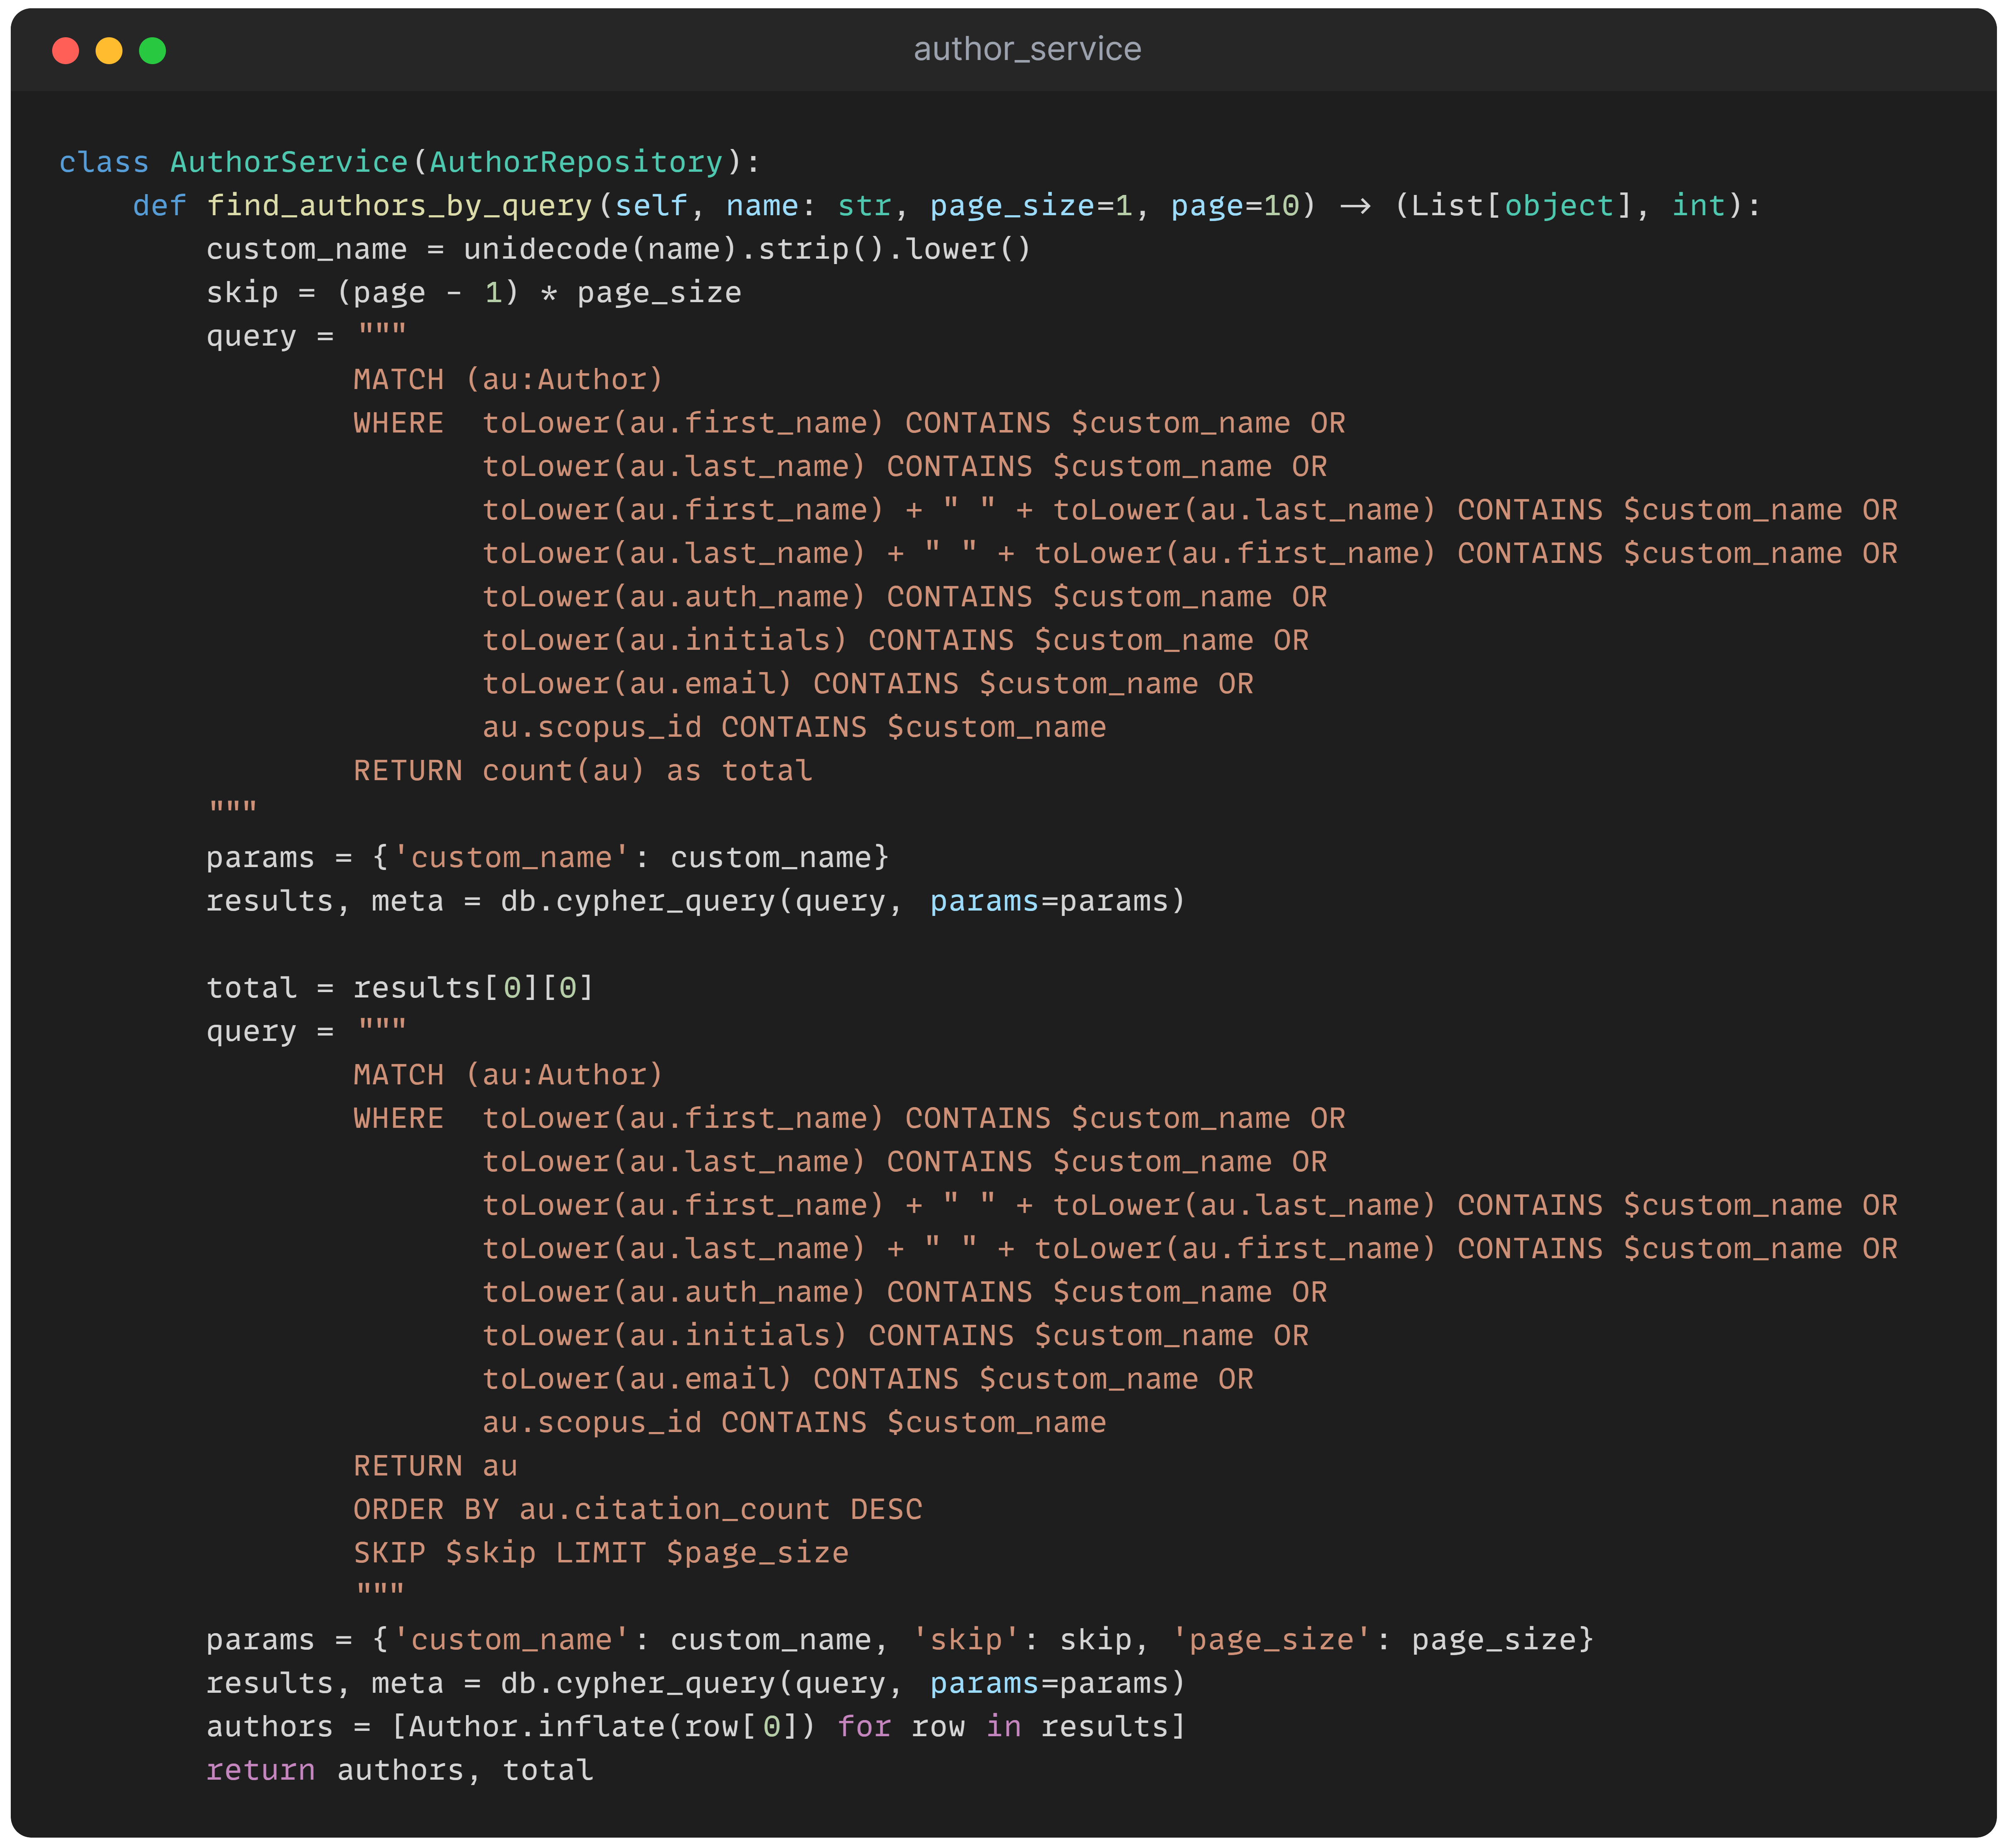 author_service
class AuthorService(AuthorRepository):
    def find_authors_by_query(self, name: str, page_size=1, page=10) → (List[object], int):
        custom_name = unidecode(name).strip().lower()
        skip = (page - 1) * page_size
        query = """
                MATCH (au:Author)
                WHERE  toLower(au.first_name) CONTAINS $custom_name OR
                       toLower(au.last_name) CONTAINS $custom_name OR
                       toLower(au.first_name) + " " + toLower(au.last_name) CONTAINS $custom_name OR
                       toLower(au.last_name) + " " + toLower(au.first_name) CONTAINS $custom_name OR
                       toLower(au.auth_name) CONTAINS $custom_name OR
                       toLower(au.initials) CONTAINS $custom_name OR
                       toLower(au.email) CONTAINS $custom_name OR
                       au.scopus_id CONTAINS $custom_name
                RETURN count(au) as total
        """
        params = {'custom_name': custom_name}
        results, meta = db.cypher_query(query, params=params)

        total = results[0][0]
        query = """
                MATCH (au:Author)
                WHERE  toLower(au.first_name) CONTAINS $custom_name OR
                       toLower(au.last_name) CONTAINS $custom_name OR
                       toLower(au.first_name) + " " + toLower(au.last_name) CONTAINS $custom_name OR
                       toLower(au.last_name) + " " + toLower(au.first_name) CONTAINS $custom_name OR
                       toLower(au.auth_name) CONTAINS $custom_name OR
                       toLower(au.initials) CONTAINS $custom_name OR
                       toLower(au.email) CONTAINS $custom_name OR
                       au.scopus_id CONTAINS $custom_name
                RETURN au
                ORDER BY au.citation_count DESC
                SKIP $skip LIMIT $page_size
                """
        params = {'custom_name': custom_name, 'skip': skip, 'page_size': page_size}
        results, meta = db.cypher_query(query, params=params)
        authors = [Author.inflate(row[0]) for row in results]
        return authors, total